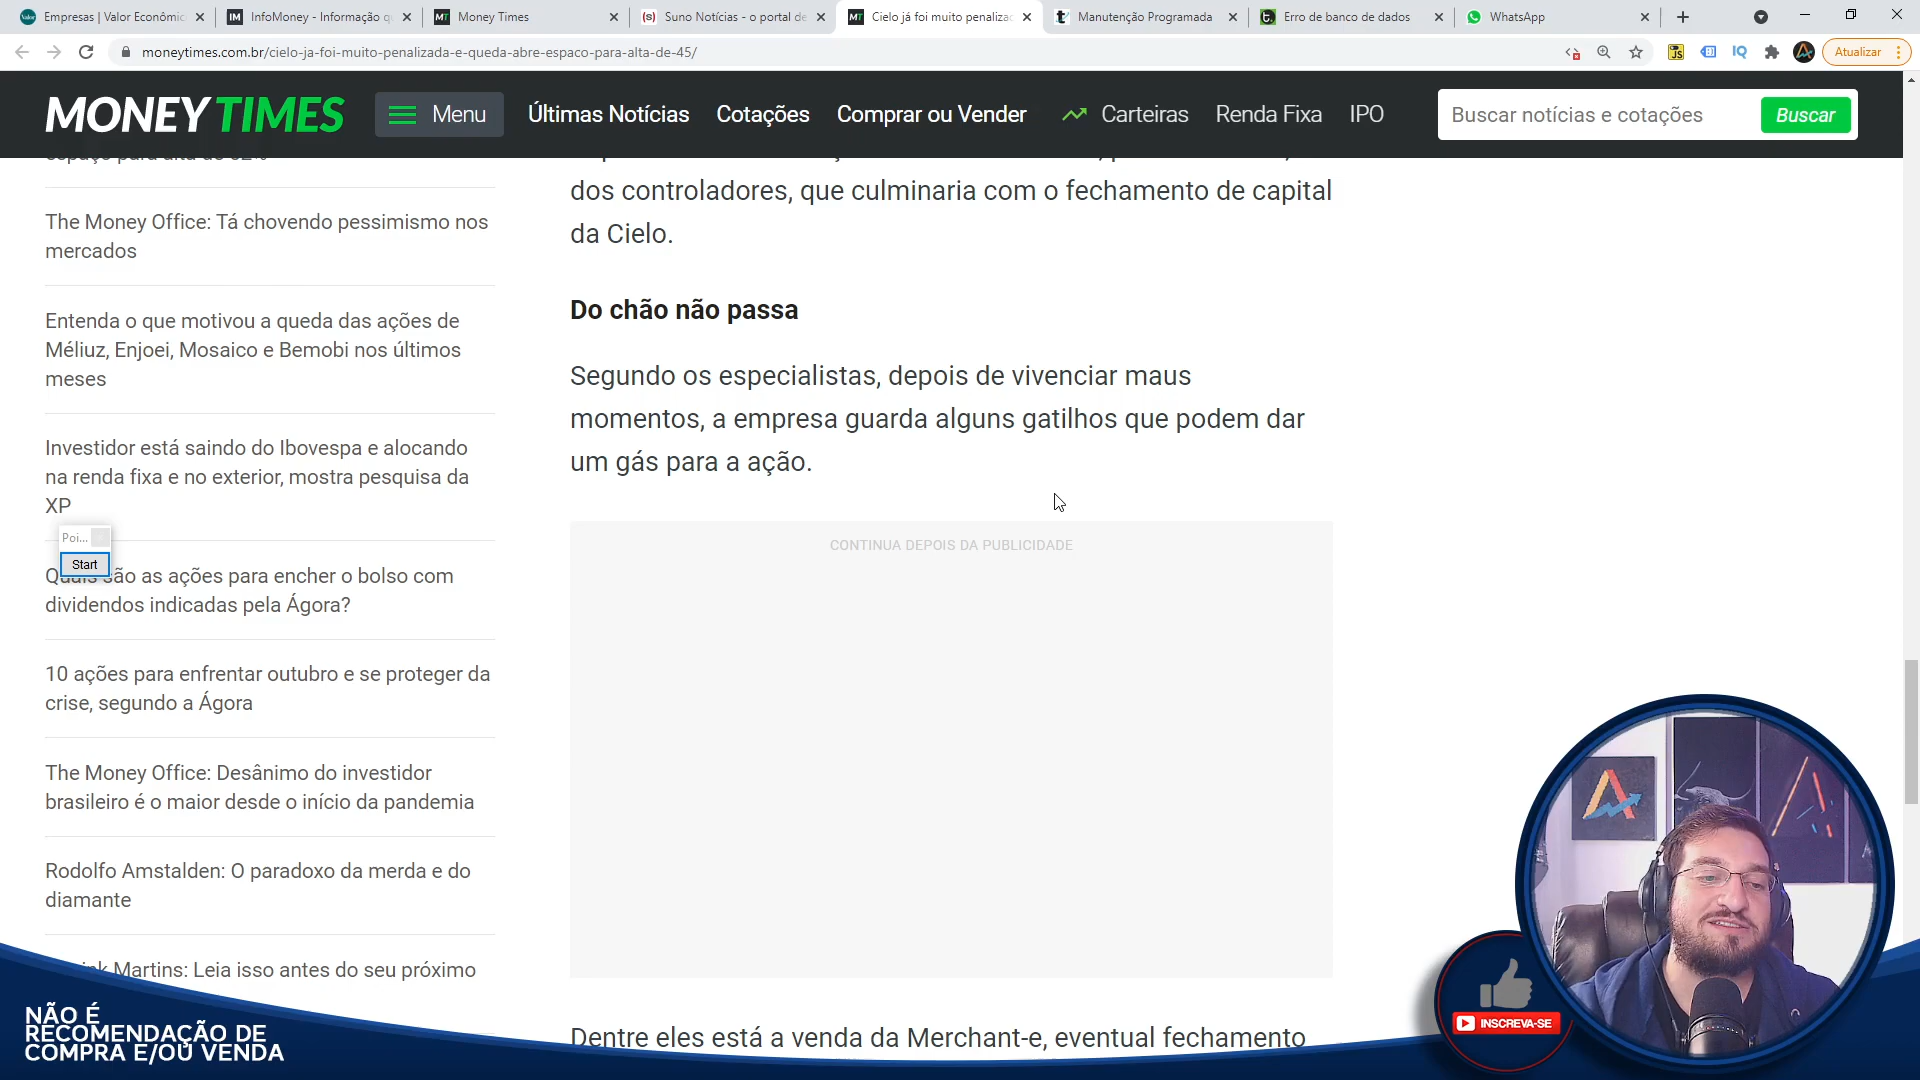 Empresas | Valor Econômic
InfoMoney - Informação q
Money Times
Suno Notícias - o portal de
Cielo já foi muito penaliza
Manutenção Programada
Erro de banco de dados
WhatsApp
moneytimes.com.br/cielo-ja-foi-muito-penalizada-e-queda-abre-espaco-para-alta-de-45/
Atualizar
MONEY TIMES
Menu
Últimas Notícias
Cotações
Comprar ou Vender
Carteiras
Renda Fixa
IPO
Buscar notícias e cotações
Buscar
The Money Office: Tá chovendo pessimismo nos
mercados
Entenda o que motivou a queda das ações de
Méliuz, Enjoei, Mosaico e Bemobi nos últimos
meses
Investidor está saindo do Ibovespa e alocando
na renda fixa e no exterior, mostra pesquisa da
XP
Poi...
Start
Quais são as ações para encher o bolso com
dividendos indicadas pela Ágora?
10 ações para enfrentar outubro e se proteger da
crise, segundo a Ágora
The Money Office: Desânimo do investidor
brasileiro é o maior desde o início da pandemia
Rodolfo Amstalden: O paradoxo da merda e do
diamante
Martins: Leia isso antes do seu próximo
dos controladores, que culminaria com o fechamento de capital
da Cielo.
Do chão não passa
Segundo os especialistas, depois de vivenciar maus
momentos, a empresa guarda alguns gatilhos que podem dar
um gás para a ação.
CONTINUA DEPOIS DA PUBLICIDADE
Dentre eles está a venda da Merchant-e, eventual fechamento
NÃO É
RECOMENDAÇÃO DE
COMPRA E/OU VENDA
INSCREVA-SE